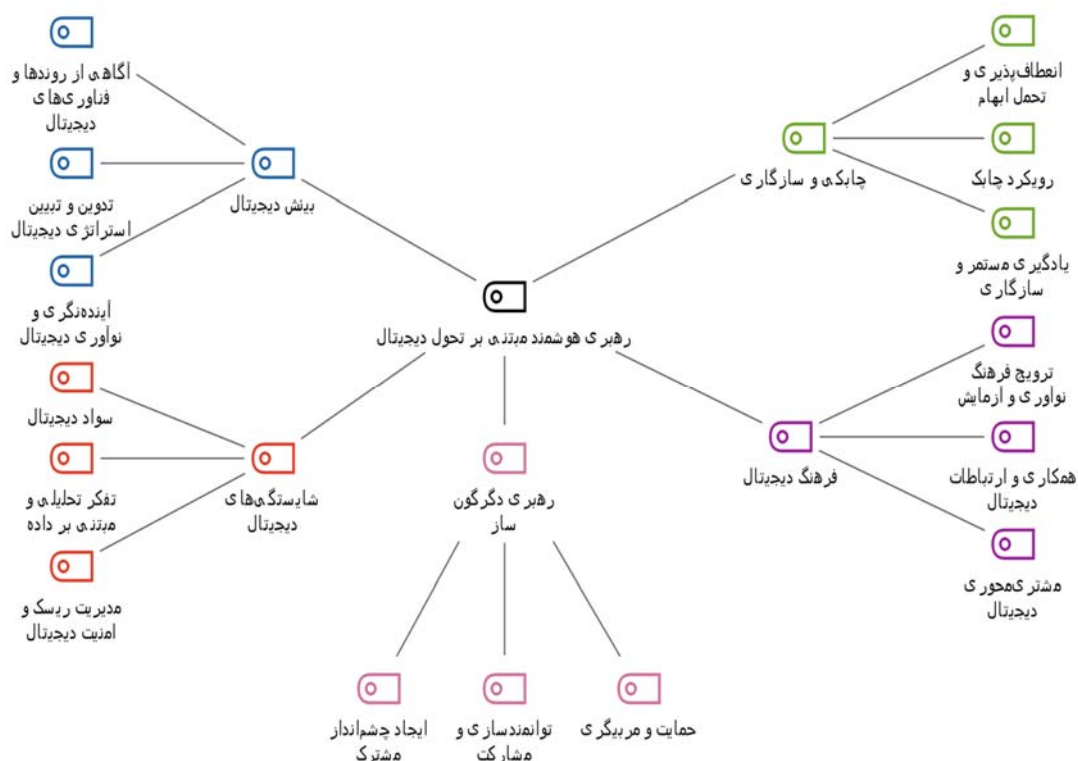 انعطاف‌پذیری و
تحمل ابهام
رویکرد چابک
یادگیری مستمر و
سازگاری
چابکی و سازگاری
آگاهی از روندها و
فناوری‌های
دیجیتال
تدوین و تبیین
استراتژی دیجیتال
آینده‌نگری و
نوآوری دیجیتال
بینش دیجیتال
رهبری هوشمند مبتنی بر تحول دیجیتال
ترویج فرهنگ
نوآوری و آزمایش
همکاری و ارتباطات
دیجیتال
مشتری‌محوری
دیجیتال
فرهنگ دیجیتال
سواد دیجیتال
تفکر تحلیلی و
مبتنی بر داده
مدیریت ریسک و
امنیت دیجیتال
شایستگی‌های
دیجیتال
رهبری دگرگون
ساز
حمایت و مربیگری
توانمندسازی و
مشارکت
ایجاد چشم‌انداز
مشترک